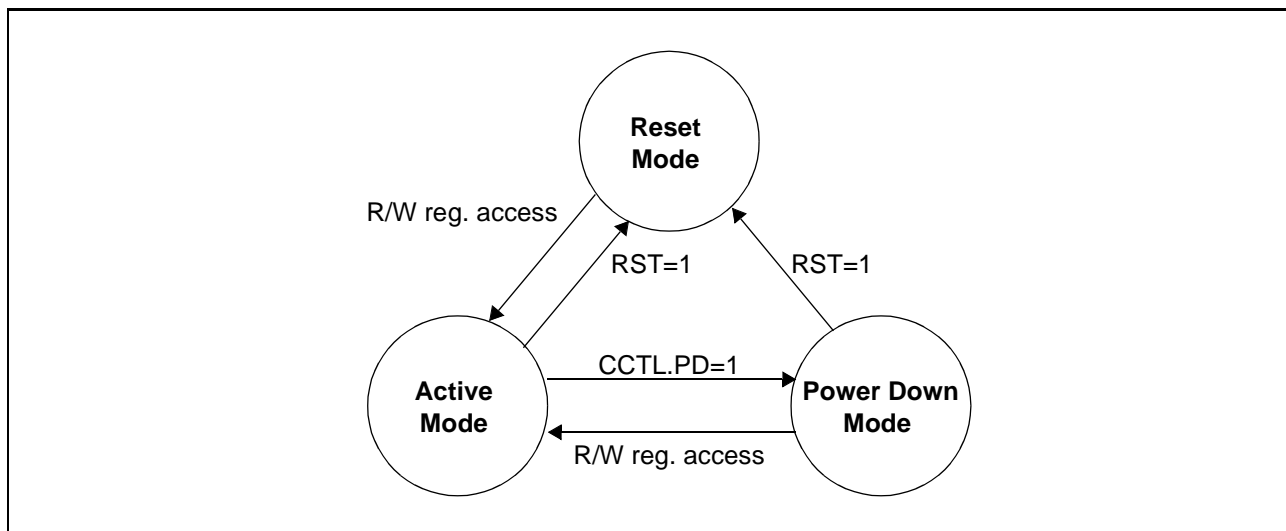 Reset
Mode
R/W reg. access
RST=1
RST=1
CCTL.PD=1
Active
Mode
Power Down
Mode
R/W reg. access